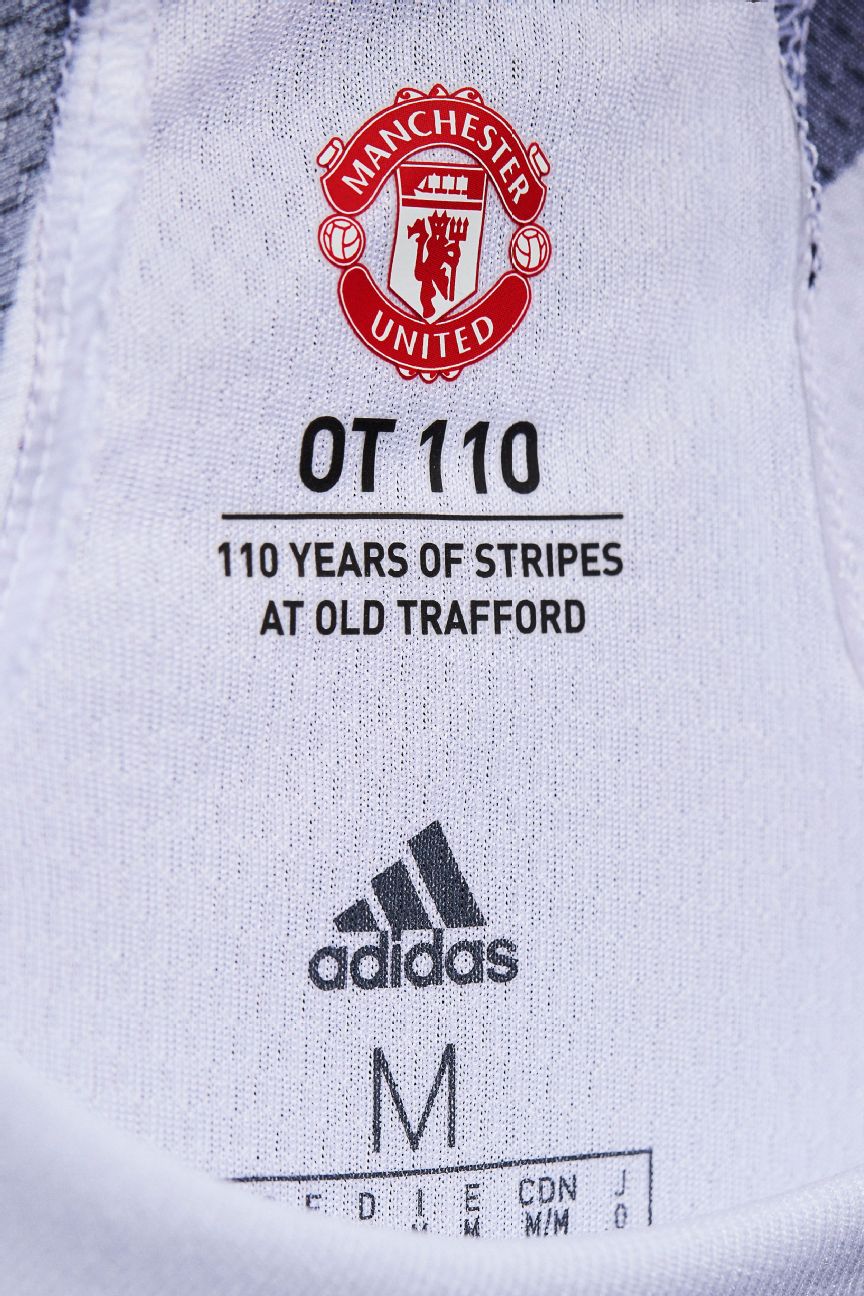 MANCHESTER
UNITED
OT 110
110 YEARS OF STRIPES
AT OLD TRAFFORD
adidas
M
F D I E CDN J
M M M/M O